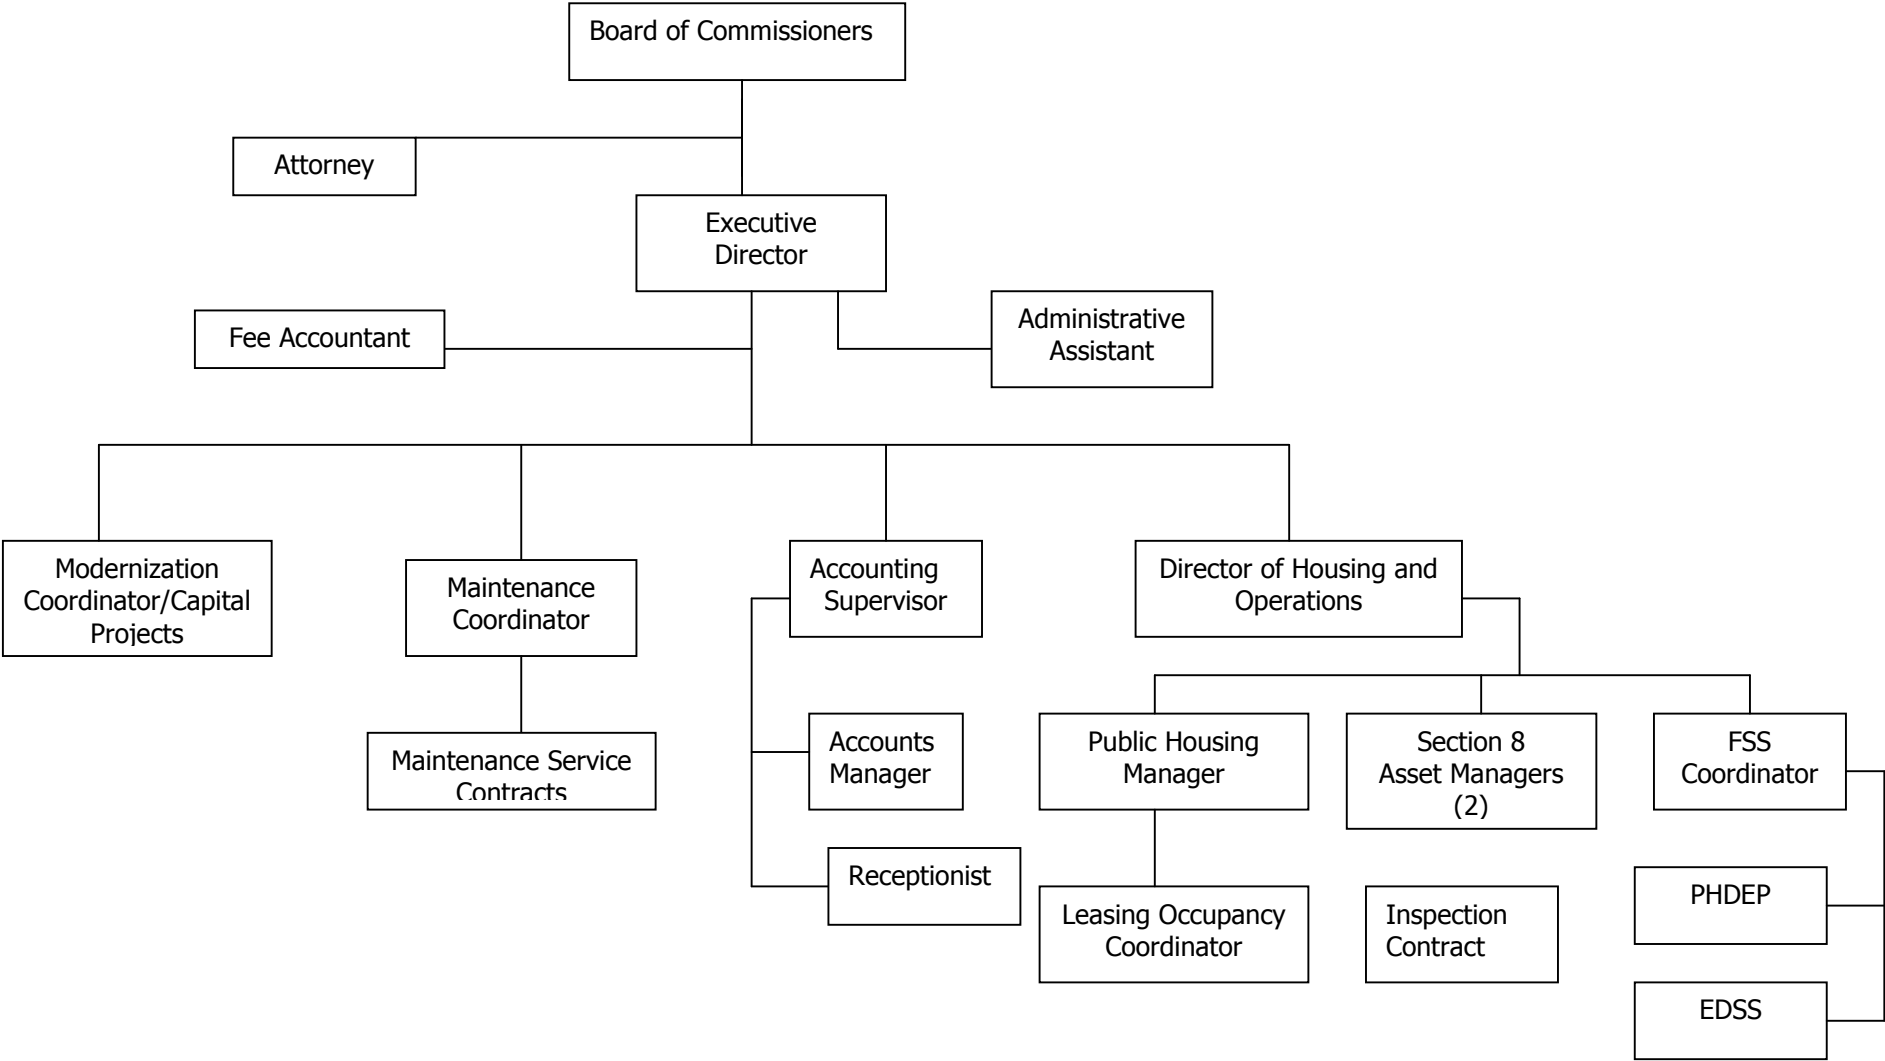 Board of Commissioners
Attorney
Executive
Director
Fee Accountant
Administrative
Assistant
Modernization
Coordinator/Capital
Projects
Maintenance
Coordinator
Accounting
Supervisor
Director of Housing and
Operations
Maintenance Service
Contracts
Accounts
Manager
Public Housing
Manager
Section 8
Asset Managers
(2)
FSS
Coordinator
Receptionist
Leasing Occupancy
Coordinator
Inspection
Contract
PHDEP
EDSS